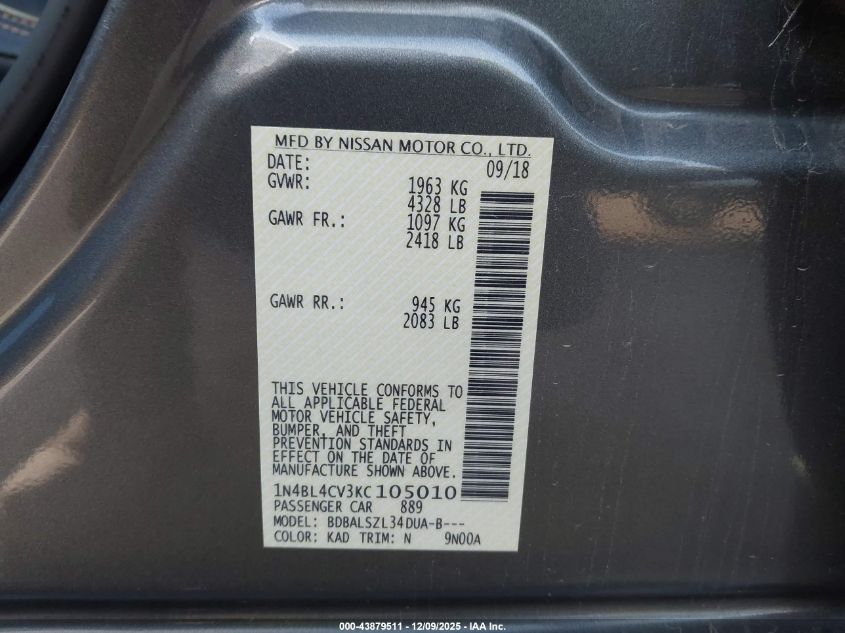 MFD BY NISSAN MOTOR CO., LTD.
DATE: 09/18
GVWR: 1963 KG
4328 LB
GAWR FR.: 1097 KG
2418 LB
GAWR RR.: 945 KG
2083 LB
THIS VEHICLE CONFORMS TO
ALL APPLICABLE FEDERAL
MOTOR VEHICLE SAFETY,
BUMPER, AND THEFT
PREVENTION STANDARDS IN
EFFECT ON THE DATE OF
MANUFACTURE SHOWN ABOVE.
1N4BL4CV3KC105010
PASSENGER CAR 889
MODEL: BDBALSZL34DUA-B---
COLOR: KAD TRIM: N 9N00A
000-43879511 - 12/09/2025 - IAA Inc.